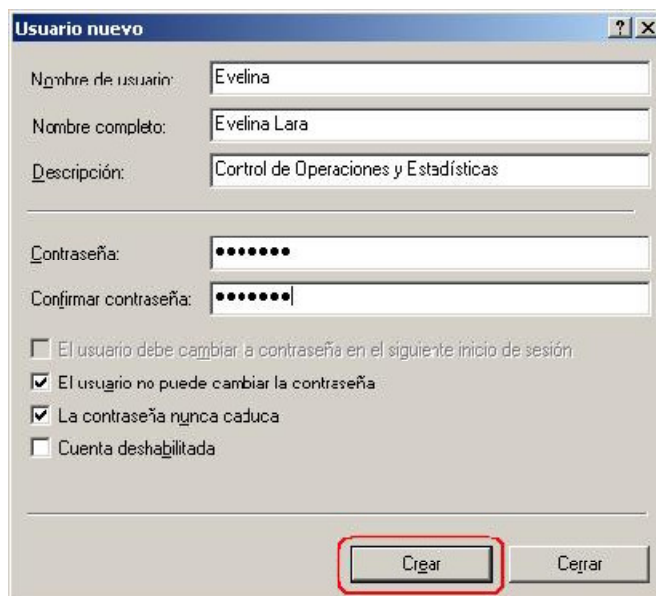 Usuario nuevo
Nombre de usuario: Evelina
Nombre completo: Evelina Lara
Descripción: Control de Operaciones y Estadísticas
Contraseña: •••••••
Confirmar contraseña: •••••••
El usuario debe cambiar la contraseña en el siguiente inicio de sesión
El usuario no puede cambiar la contraseña
La contraseña nunca caduca
Cuenta deshabilitada
Crear Cerrar